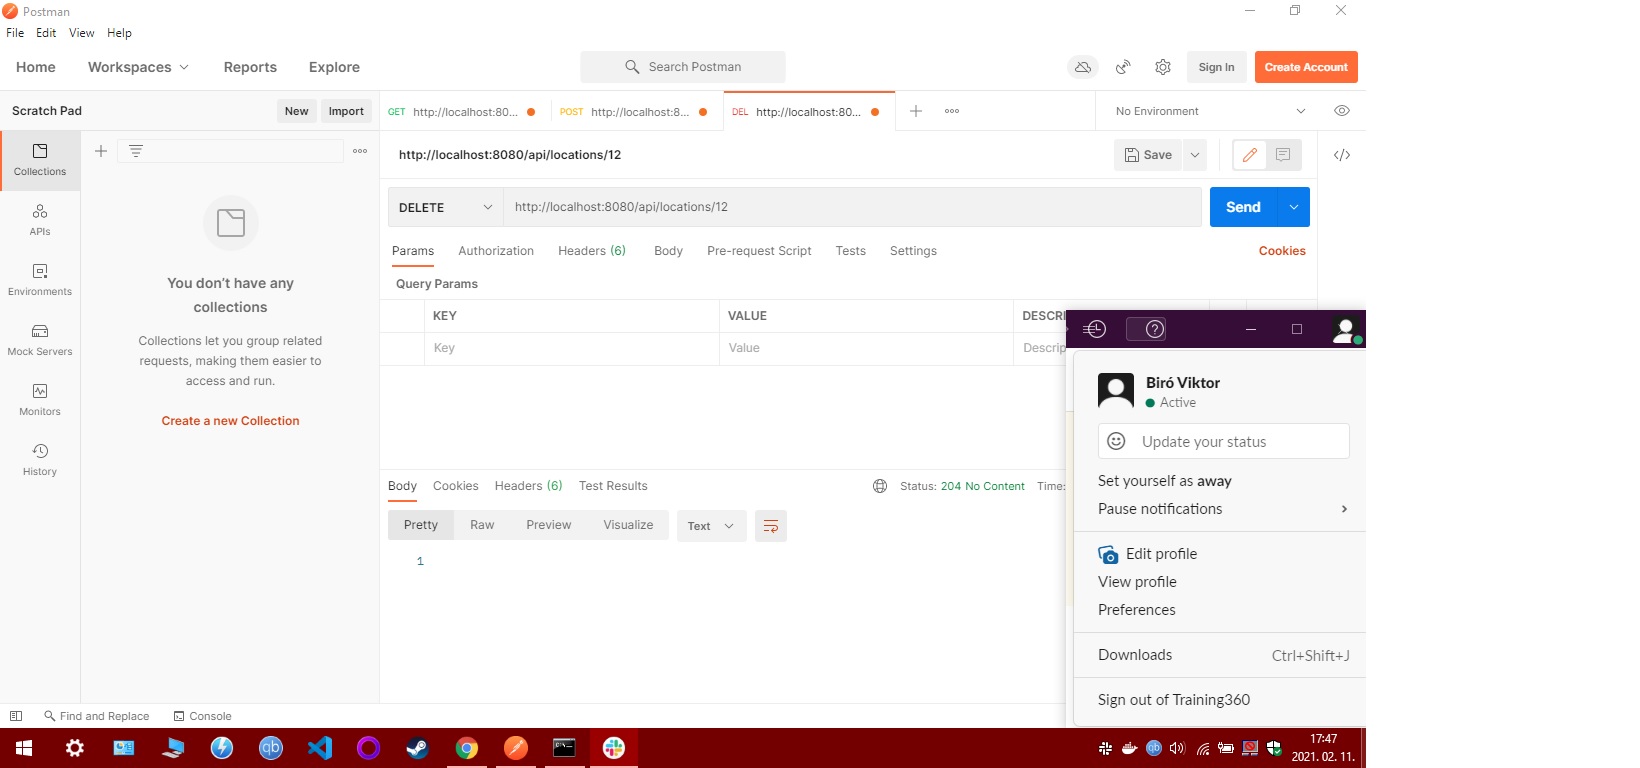 Postman
File Edit View Help
Home Workspaces Reports Explore Search Postman Sign In Create Account
Scratch Pad New Import GET http://localhost:80... POST http://localhost:8... DEL http://localhost:80... No Environment
Collections
APIs
Environments
Mock Servers
Monitors
History
You don't have any
collections
Collections let you group related
requests, making them easier to
access and run.
Create a new Collection
http://localhost:8080/api/locations/12 Save
DELETE http://localhost:8080/api/locations/12 Send
Params Authorization Headers (6) Body Pre-request Script Tests Settings Cookies
Query Params
KEY VALUE DESCRI
Key Value Descrip
Body Cookies Headers (6) Test Results Status: 204 No Content Time:
Pretty Raw Preview Visualize Text
1
Biró Viktor
Active
Update your status
Set yourself as away
Pause notifications
Edit profile
View profile
Preferences
Downloads Ctrl+Shift+J
Sign out of Training360
Find and Replace Console
qb qb 17:47
2021. 02. 11.